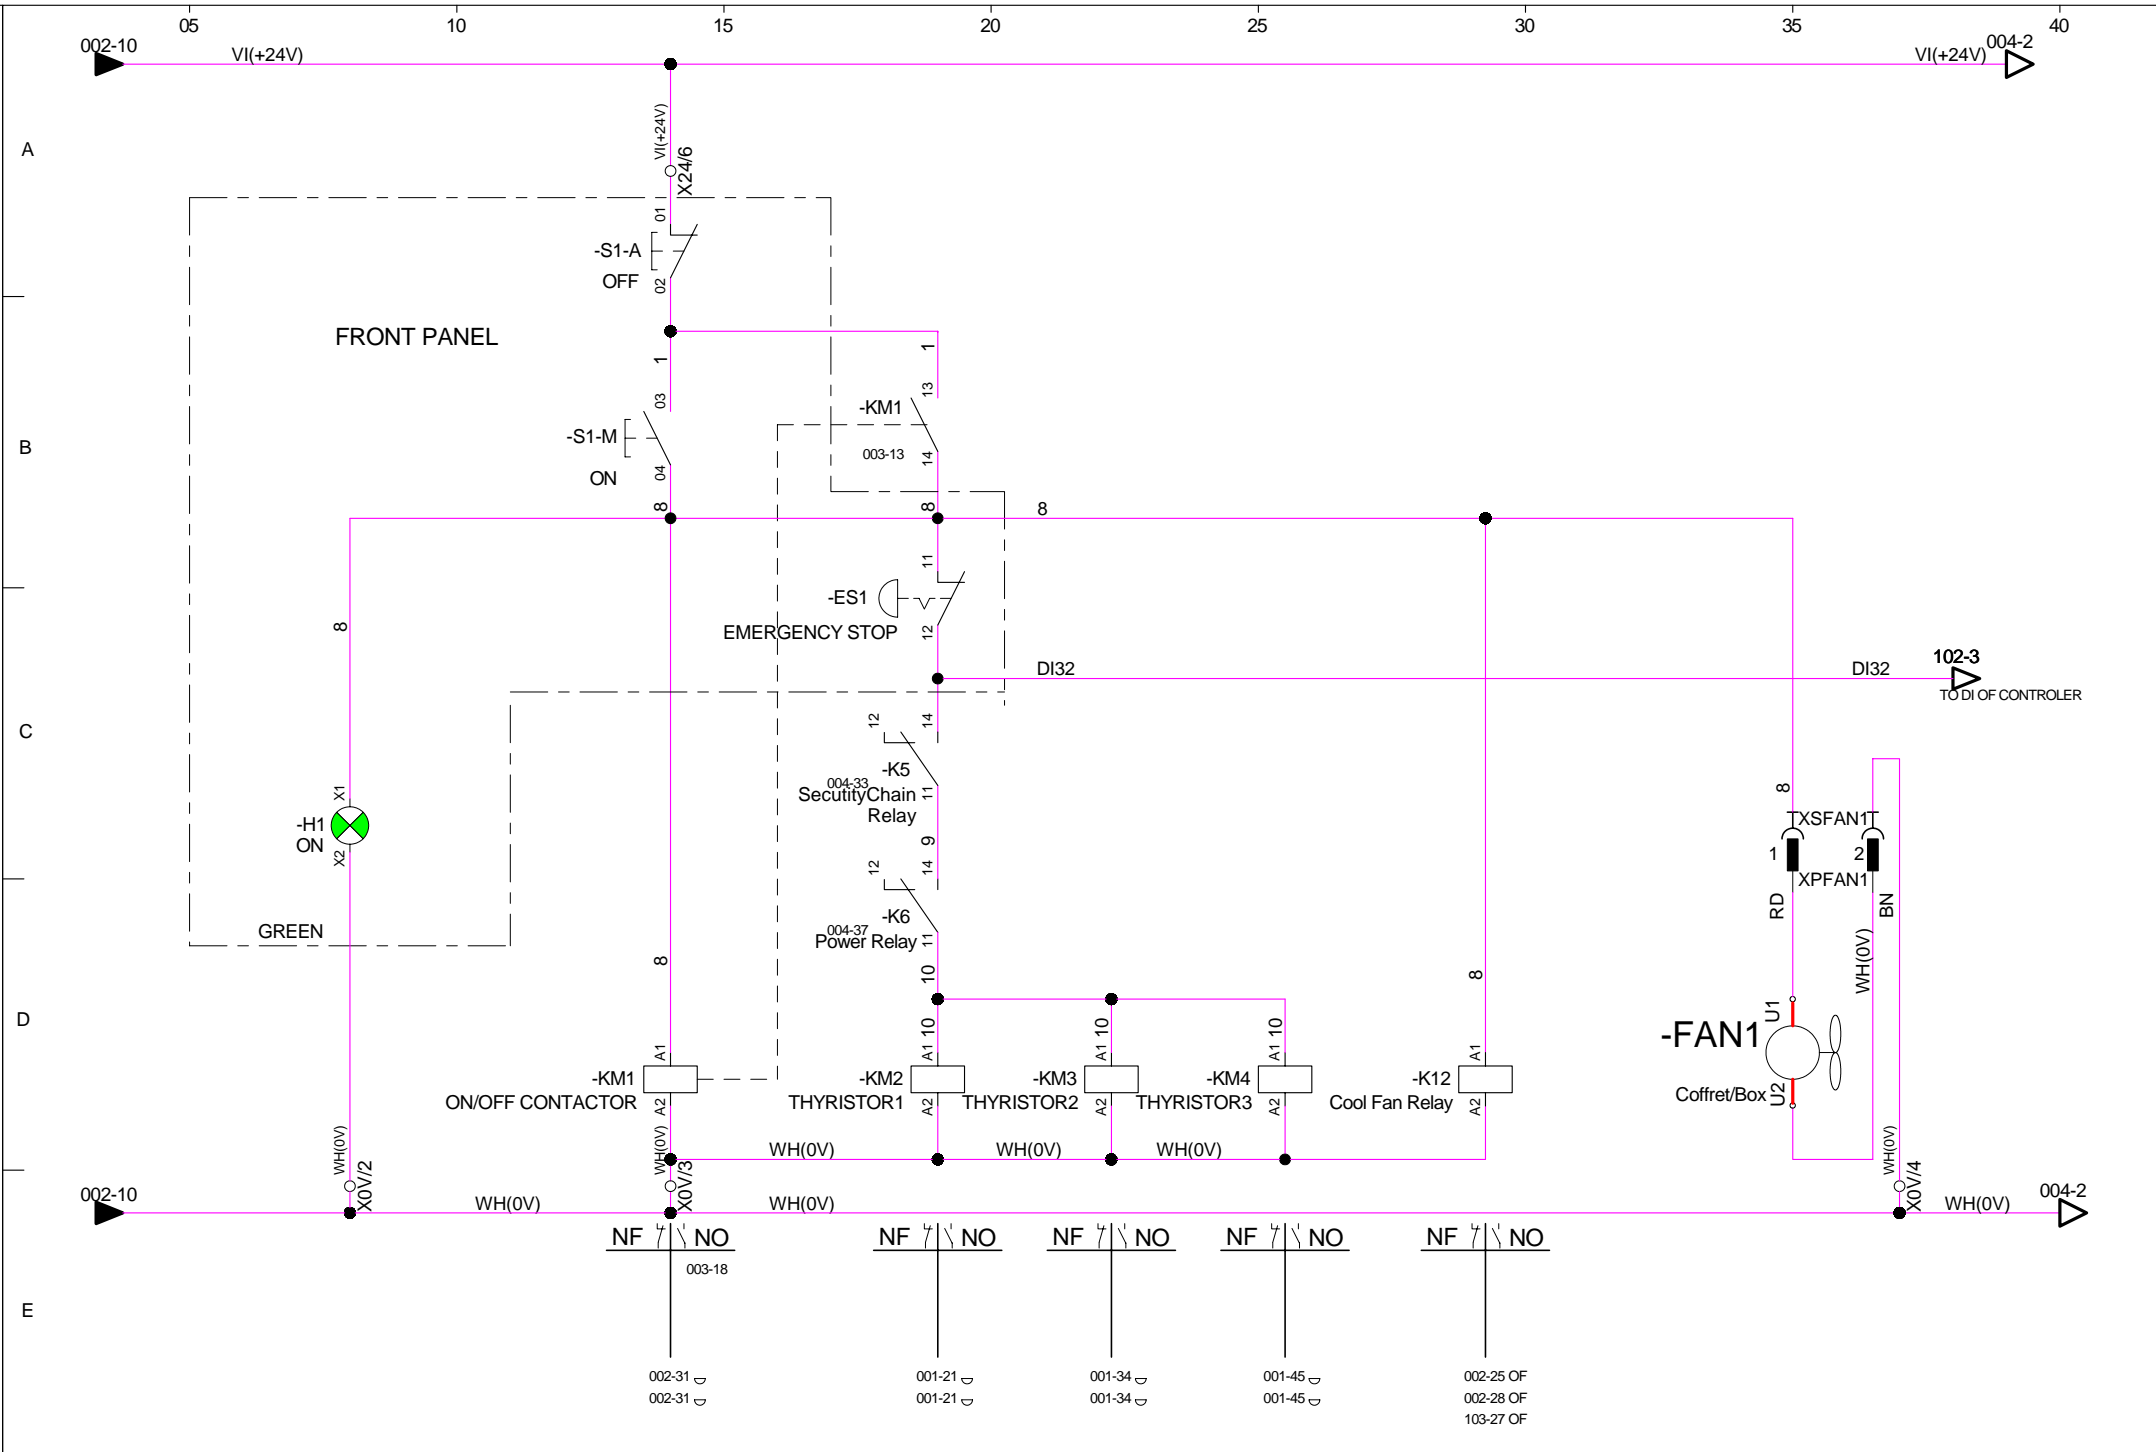 05 10 15 20 25 30 35 40
002-10 VI(+24V) VI(+24V) 004-2
A
VI(+24V)
X24/6
01
-S1-A
OFF
02
FRONT PANEL
1 1
03 13
-KM1
B
-S1-M
003-13
14
ON
04
8 8 8
11
-ES1
EMERGENCY STOP
12
8
DI32 DI32 102-3
TO DI OF CONTROLER
C
12 14
-K5
004-33
SecutityChain
Relay
11
X1
-H1
ON
X2
9
8
XSFAN1
1 2
XPFAN1
RD BN
12 14
-K6
004-37
Power Relay
11
GREEN
WH(0V)
8 10 8
D
10 10 10
U1
-FAN1
A1 A1 A1 A1 A1
-KM1 -KM2 -KM3 -KM4 -K12
ON/OFF CONTACTOR THYRISTOR1 THYRISTOR2 THYRISTOR3 Cool Fan Relay
A2 A2 A2 A2 A2
Coffret/Box
U2
WH(0V) WH(0V) WH(0V) WH(0V) WH(0V) WH(0V)
X0V/2 X0V/3 X0V/4
002-10 WH(0V) WH(0V) WH(0V) 004-2
NF NO NF NO NF NO NF NO NF NO
003-18
E
002-31 001-21 001-34 001-45 002-25 OF
002-31 001-21 001-34 001-45 002-28 OF
103-27 OF